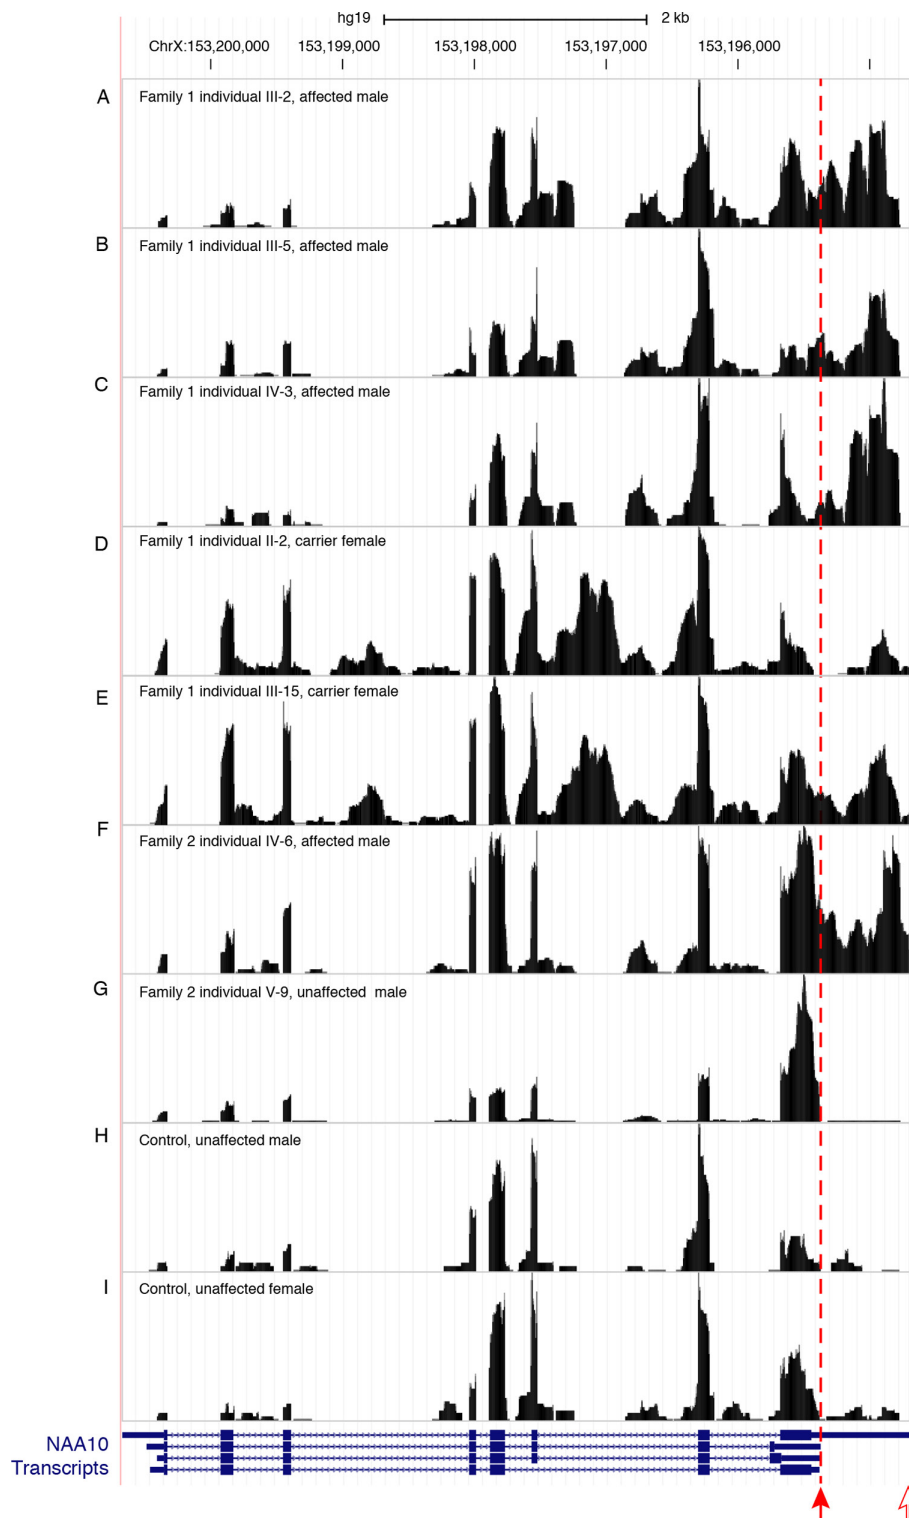 hg19 2 kb
ChrX:153,200,000 153,199,000 153,198,000 153,197,000 153,196,000
A Family 1 individual III-2, affected male
B Family 1 individual III-5, affected male
C Family 1 individual IV-3, affected male
D Family 1 individual II-2, carrier female
E Family 1 individual III-15, carrier female
F Family 2 individual IV-6, affected male
G Family 2 individual V-9, unaffected male
H Control, unaffected male
I Control, unaffected female
NAA10
Transcripts